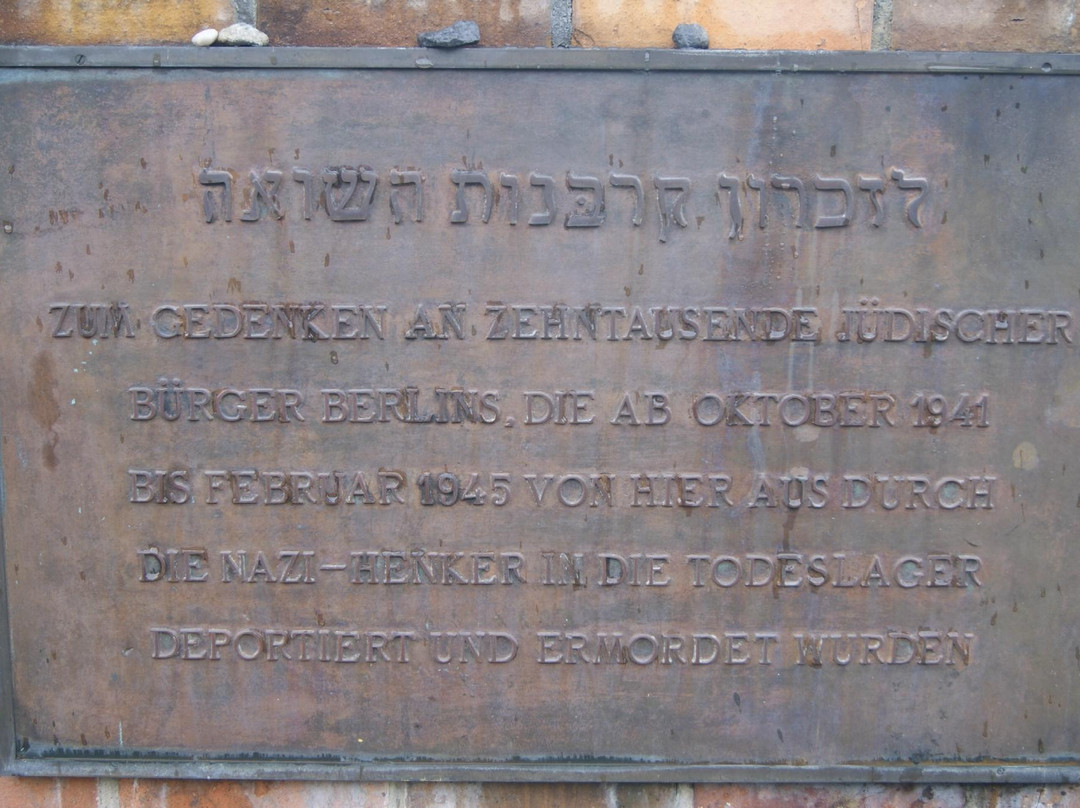 לזכרון קרבנות השואה
ZUM GEDENKEN AN ZEHNTAUSENDE JÜDISCHER
BÜRGER BERLINS, DIE AB OKTOBER 1941
BIS FEBRUAR 1945 VON HIER AUS DURCH
DIE NAZI-HENKER IN DIE TODESLAGER
DEPORTIERT UND ERMORDET WURDEN